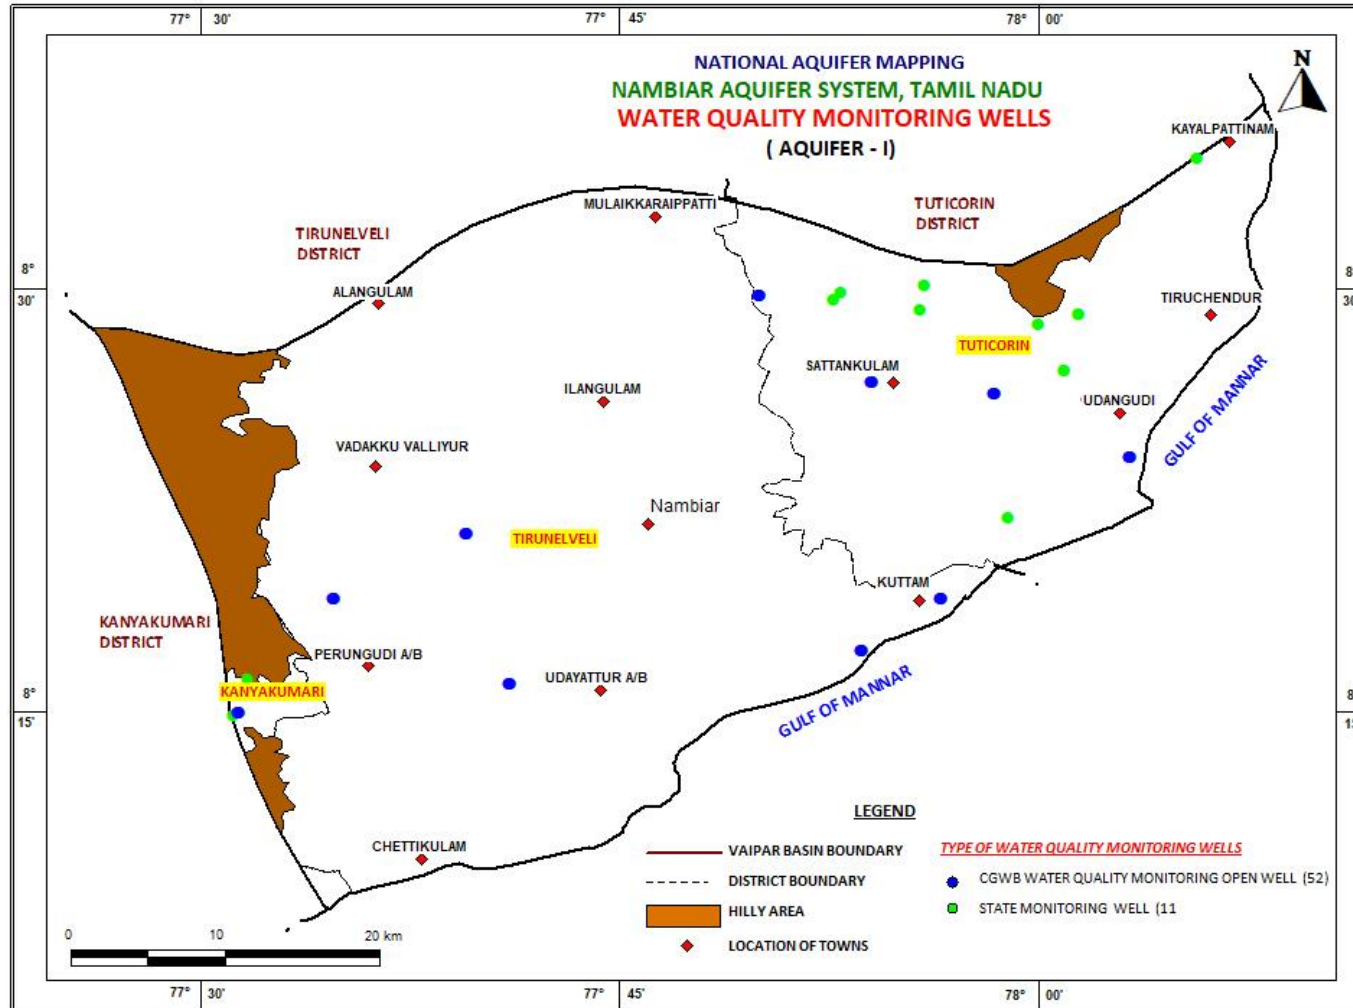 77° 30' 77° 45' 78° 00'
NATIONAL AQUIFER MAPPING
NAMBIAR AQUIFER SYSTEM, TAMIL NADU
WATER QUALITY MONITORING WELLS
( AQUIFER - I)
N
KAYALPATTINAM
MULAIKKARAIPPATTI
TUTICORIN
DISTRICT
TIRUNELVELI
DISTRICT
8°
30'
8
30
ALANGULAM
TIRUCHENDUR
TUTICORIN
SATTANKULAM
ILANGULAM
UDANGUDI
GULF OF MANNAR
VADAKKU VALLIYUR
Nambiar
TIRUNELVELI
KUTTAM
KANYAKUMARI
DISTRICT
PERUNGUDI A/B
UDAYATTUR A/B
KANYAKUMARI
GULF OF MANNAR
8°
15'
8
15
CHETTIKULAM
LEGEND
VAIPAR BASIN BOUNDARY
DISTRICT BOUNDARY
HILLY AREA
LOCATION OF TOWNS
TYPE OF WATER QUALITY MONITORING WELLS
CGWB WATER QUALITY MONITORING OPEN WELL (52)
STATE MONITORING WELL (11
0 10 20 km
77° 30' 77° 45' 78° 00'